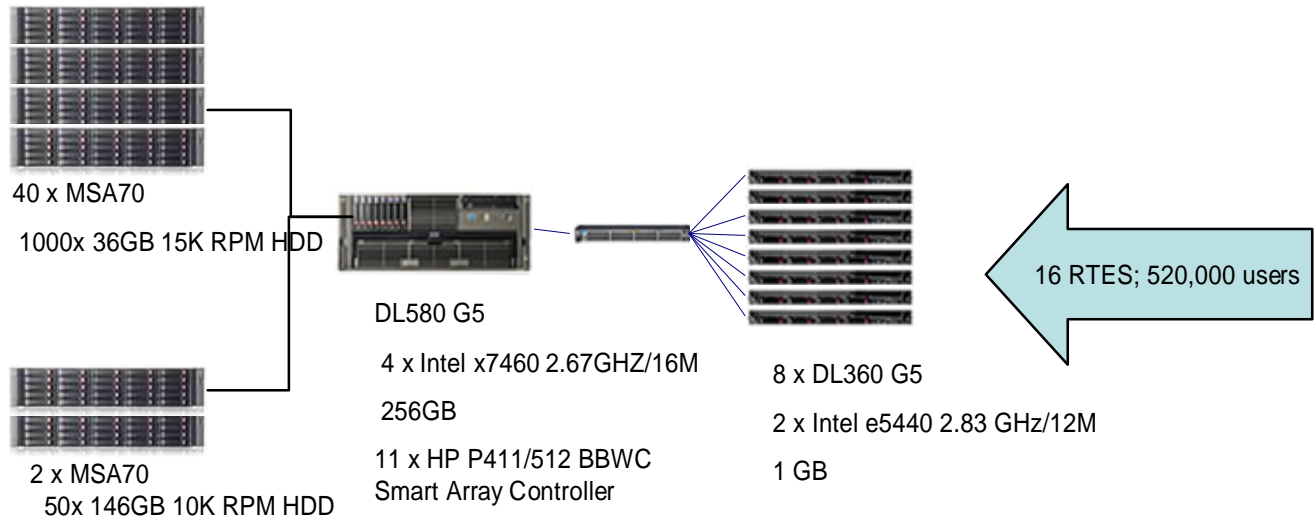 40 x MSA70
1000x 36GB 15K RPM HDD
2 x MSA70
50x 146GB 10K RPM HDD
DL580 G5
4 x Intel x7460 2.67GHZ/16M
256GB
11 x HP P411/512 BBWC
Smart Array Controller
8 x DL360 G5
2 x Intel e5440 2.83 GHz/12M
1 GB
16 RTES; 520,000 users